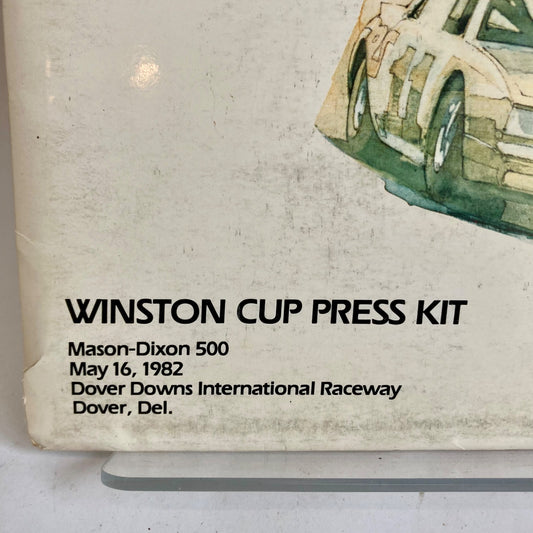 WINSTON CUP PRESS KIT
Mason-Dixon 500
May 16, 1982
Dover Downs International Raceway
Dover, Del.